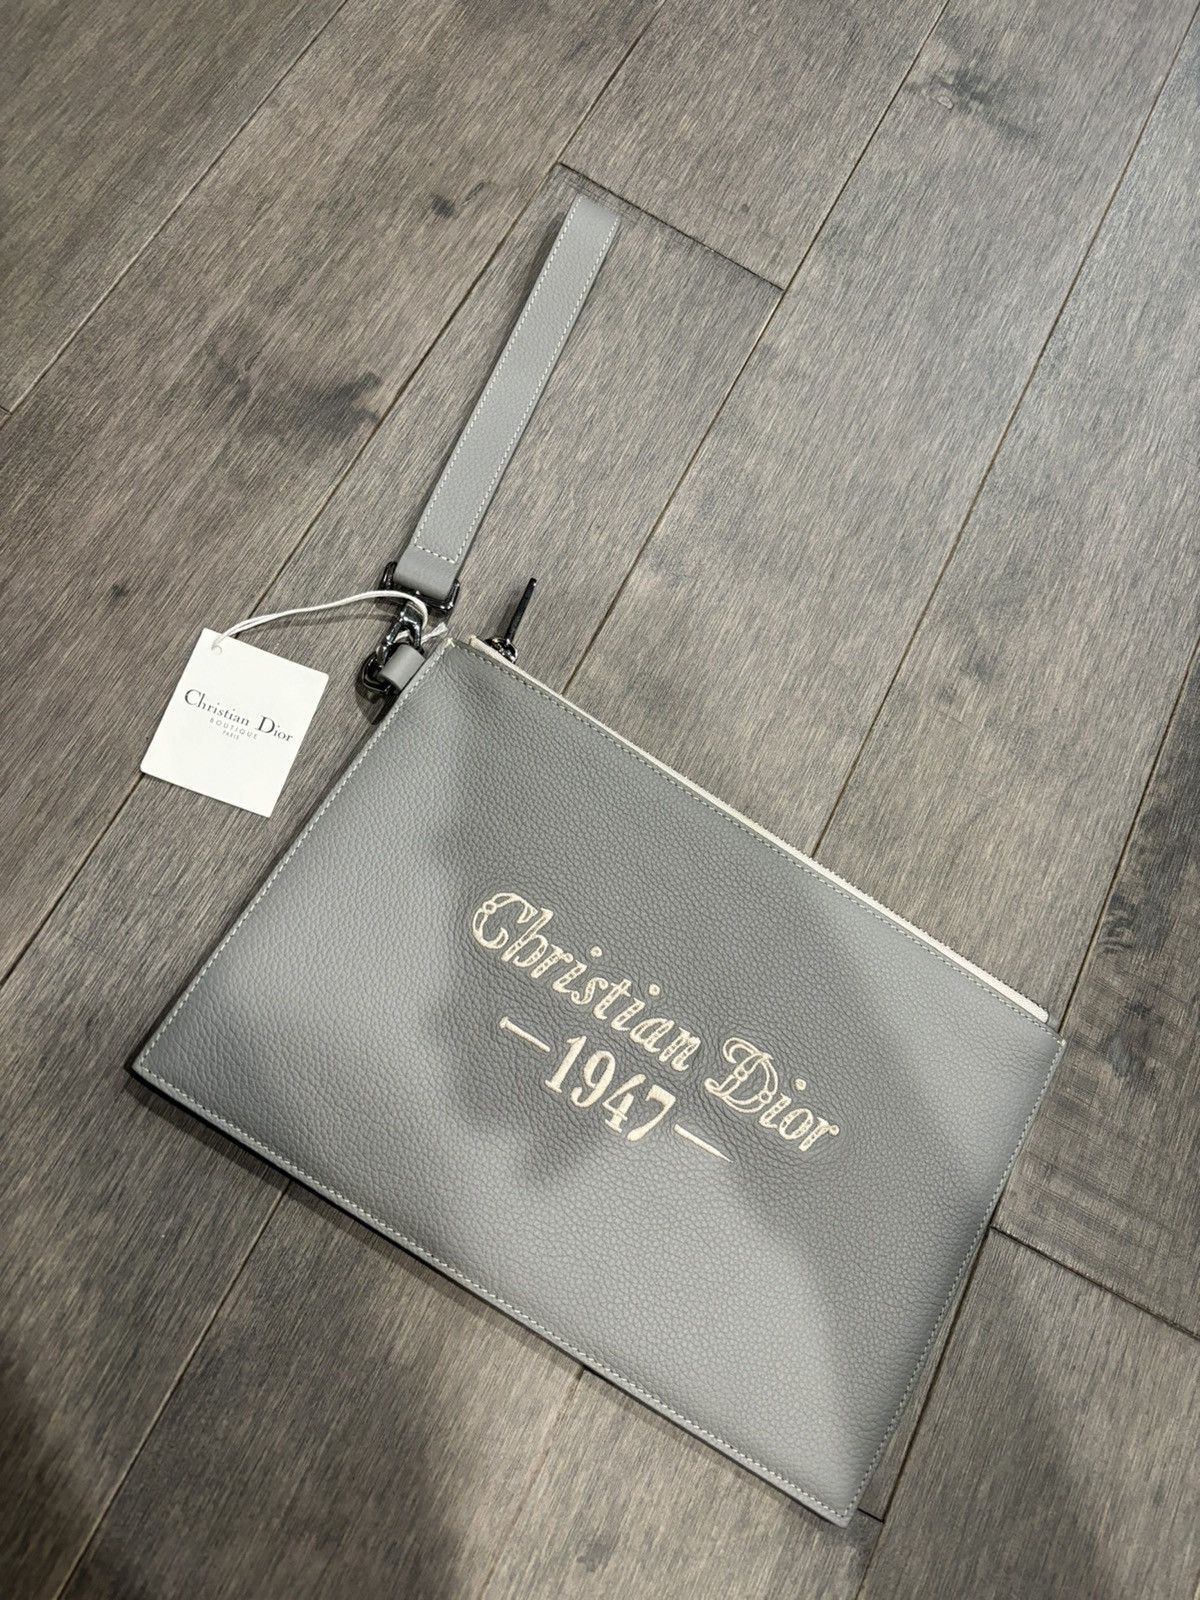 Christian Dior
BOUTIQUE
PARIS
Christian Dior
—1947—